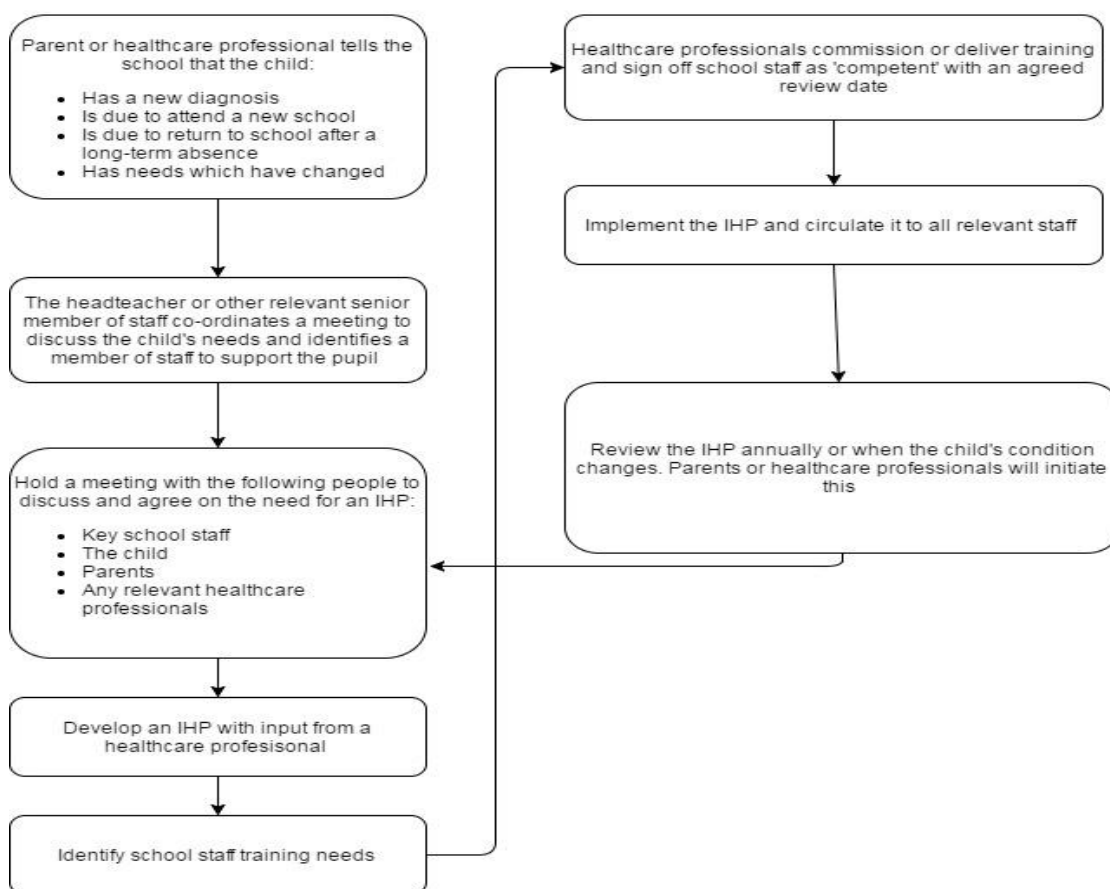 Parent or healthcare professional tells the
school that the child:
• Has a new diagnosis
• Is due to attend a new school
• Is due to return to school after a
long-term absence
• Has needs which have changed
The headteacher or other relevant senior
member of staff co-ordinates a meeting to
discuss the child's needs and identifies a
member of staff to support the pupil
Hold a meeting with the following people to
discuss and agree on the need for an IHP:
• Key school staff
• The child
• Parents
• Any relevant healthcare
professionals
Develop an IHP with input from a
healthcare profesisonal
Identify school staff training needs
Healthcare professionals commission or deliver training
and sign off school staff as 'competent' with an agreed
review date
Implement the IHP and circulate it to all relevant staff
Review the IHP annually or when the child's condition
changes. Parents or healthcare professionals will initiate
this